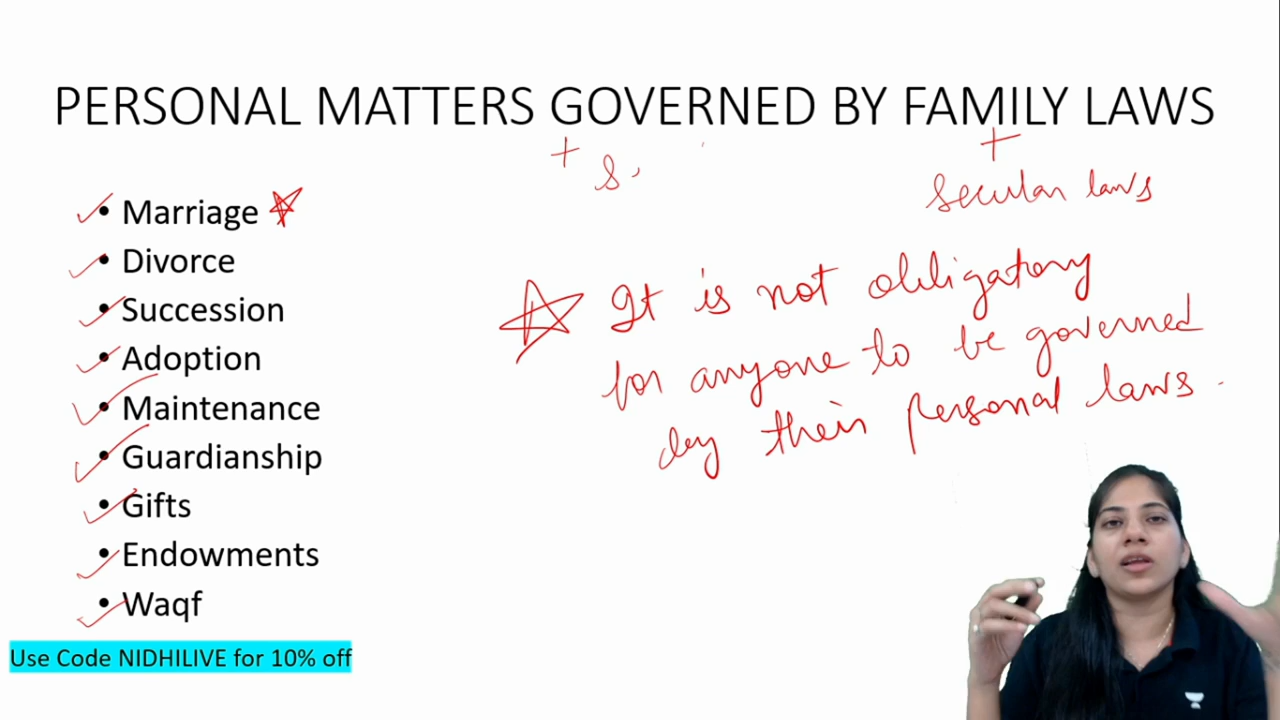 PERSONAL MATTERS GOVERNED BY FAMILY LAWS
+ s.
+
secular laws
• Marriage
• Divorce
• Succession
• Adoption
• Maintenance
• Guardianship
• Gifts
• Endowments
• Waqf
It is not obligatory
for anyone to be governed
by their personal laws.
Use Code NIDHILIVE for 10% off